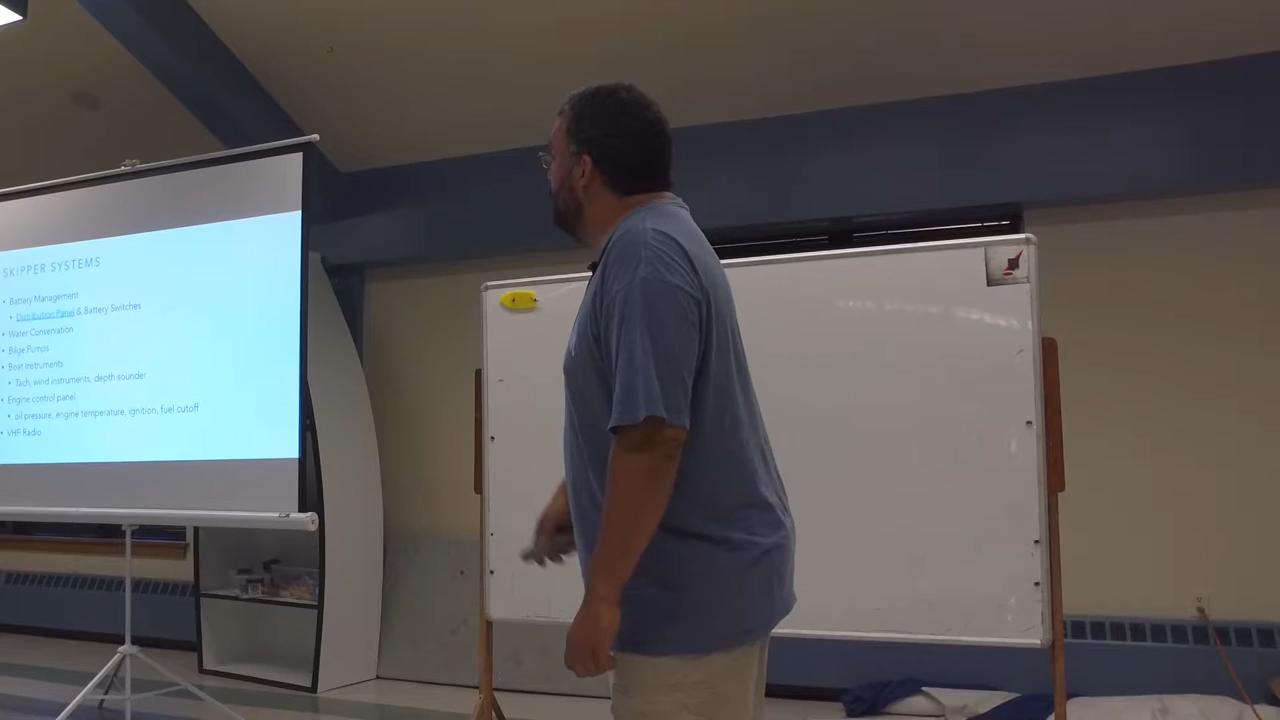 SKIPPER SYSTEMS
• Battery Management
• Distribution Panel & Battery Switches
• Water Conservation
• Bilge Pumps
• Boat Instruments
• Tach, wind instruments, depth sounder
• Engine control panel
• oil pressure, engine temperature, ignition, fuel cutoff
• VHF Radio